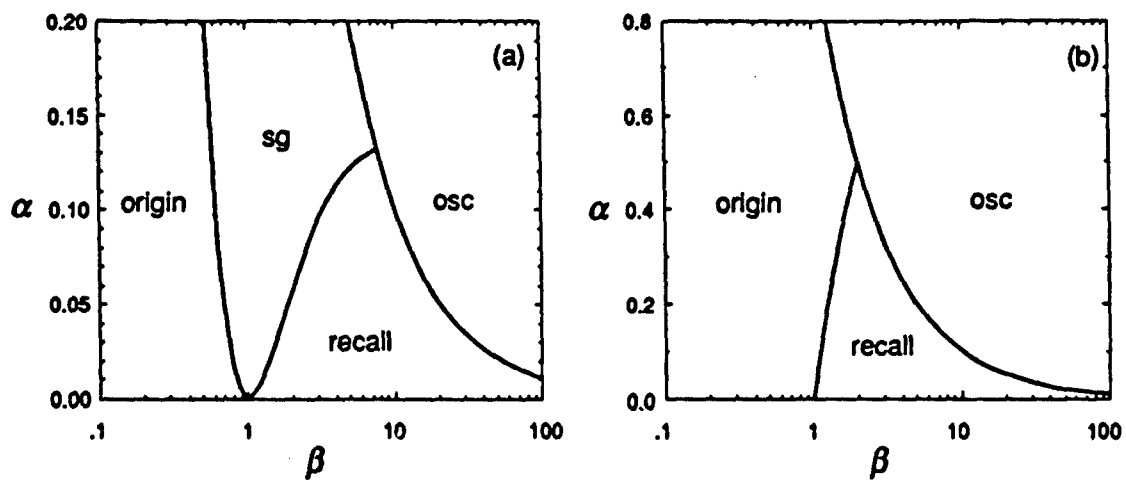 0.20
0.15
0.10
0.05
0.00
α
(a)
origin
sg
osc
recall
.1
1
10
100
β
0.8
0.6
0.4
0.2
0.0
α
(b)
origin
osc
recall
.1
1
10
100
β